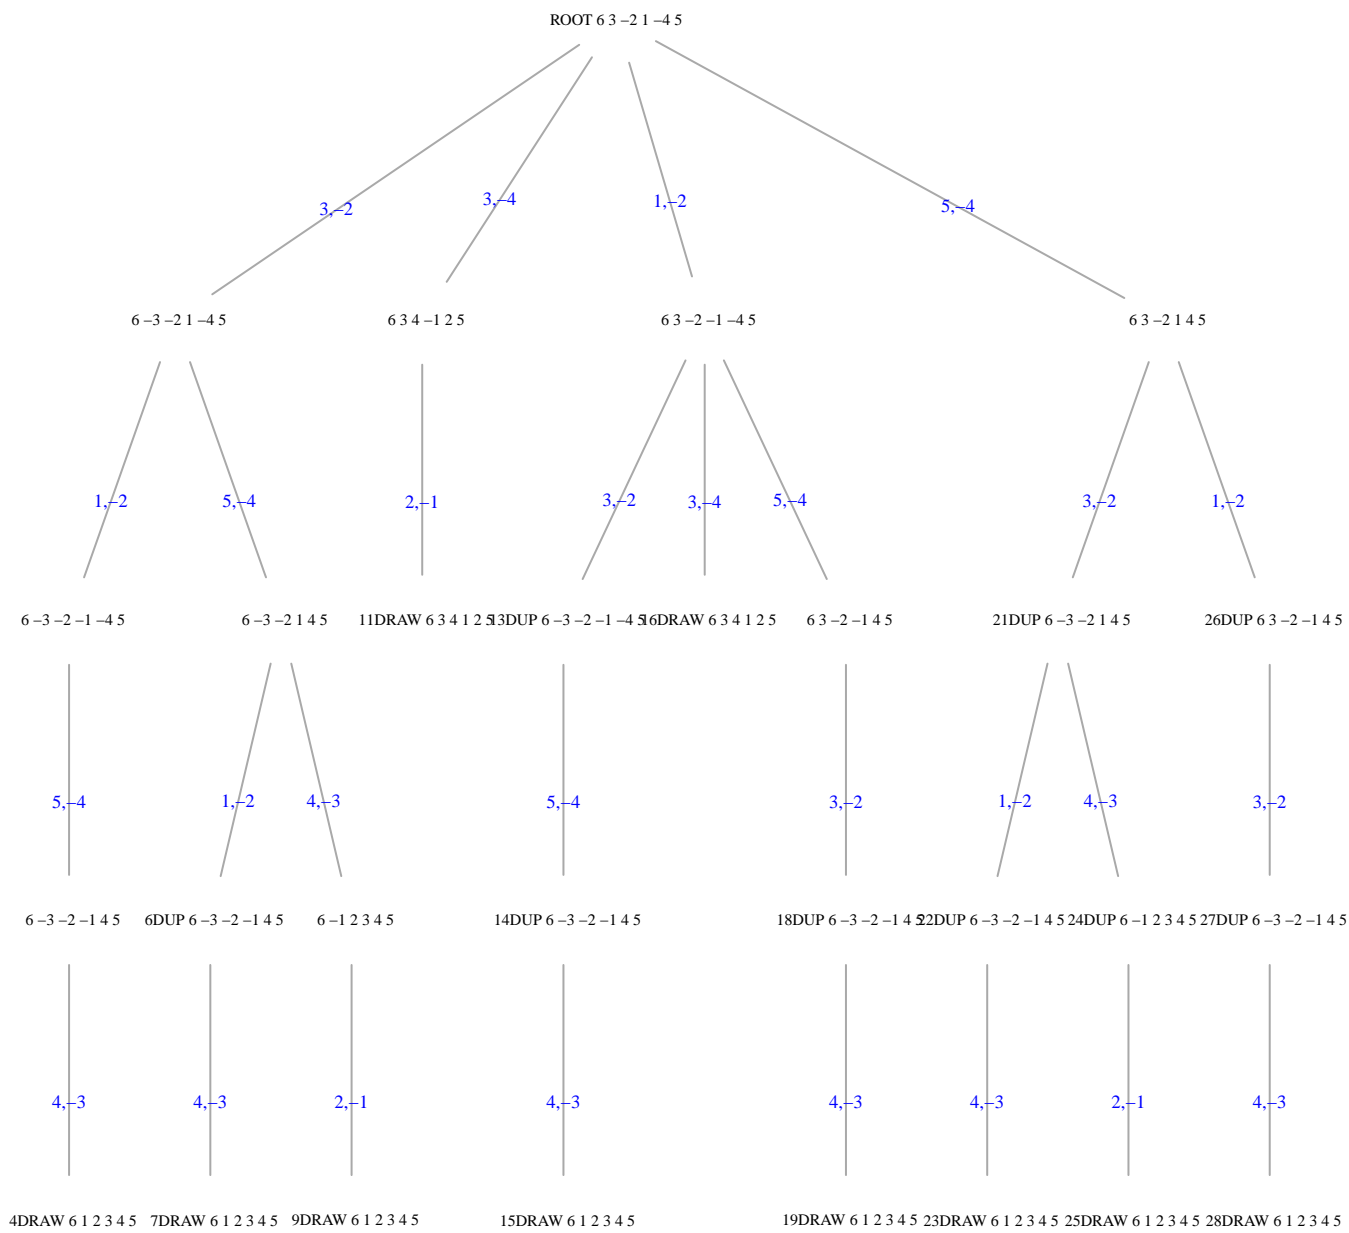 ROOT 6 3 –2 1 –4 5
3,–2 3,–4 1,–2 5,–4
6 –3 –2 1 –4 5 6 3 4 –1 2 5 6 3 –2 –1 –4 5 6 3 –2 1 4 5
1,–2 5,–4 2,–1 3,–2 3,–4 5,–4 3,–2 1,–2
6 –3 –2 –1 –4 5 6 –3 –2 1 4 5 11DRAW 6 3 4 1 2 5 13DUP 6 –3 –2 –1 –4 5 16DRAW 6 3 4 1 2 5 6 3 –2 –1 4 5 21DUP 6 –3 –2 1 4 5 26DUP 6 3 –2 –1 4 5
5,–4 1,–2 4,–3 5,–4 3,–2 1,–2 4,–3 3,–2
6 –3 –2 –1 4 5 6DUP 6 –3 –2 –1 4 5 6 –1 2 3 4 5 14DUP 6 –3 –2 –1 4 5 18DUP 6 –3 –2 –1 4 5 22DUP 6 –3 –2 –1 4 5 24DUP 6 –1 2 3 4 5 27DUP 6 –3 –2 –1 4 5
4,–3 4,–3 2,–1 4,–3 4,–3 4,–3 2,–1 4,–3
4DRAW 6 1 2 3 4 5 7DRAW 6 1 2 3 4 5 9DRAW 6 1 2 3 4 5 15DRAW 6 1 2 3 4 5 19DRAW 6 1 2 3 4 5 23DRAW 6 1 2 3 4 5 25DRAW 6 1 2 3 4 5 28DRAW 6 1 2 3 4 5